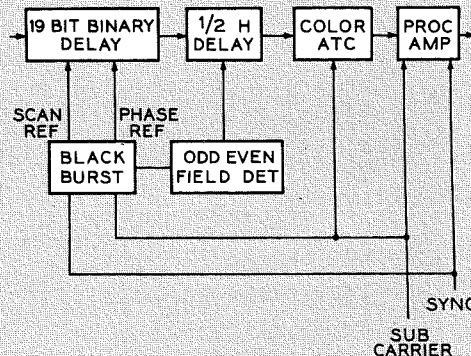 19 BIT BINARY
DELAY
1/2 H
DELAY
COLOR
ATC
PROC
AMP
SCAN
REF
PHASE
REF
BLACK
BURST
ODD EVEN
FIELD DET
SYNC
SUB
CARRIER